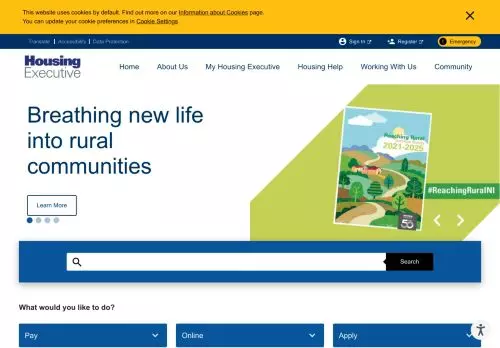 This website uses cookies by default. Find out more on our Information about Cookies page.
You can update your cookie preferences in Cookie Settings
Translate | Accessibility | Data Protection
Sign In
Register
Emergency
Housing
Executive
Home
About Us
My Housing Executive
Housing Help
Working With Us
Community
Breathing new life
into rural
communities
Learn More
Reaching Rural
2021-2025
#ReachingRuralNI
50
Search
What would you like to do?
Pay
Online
Apply